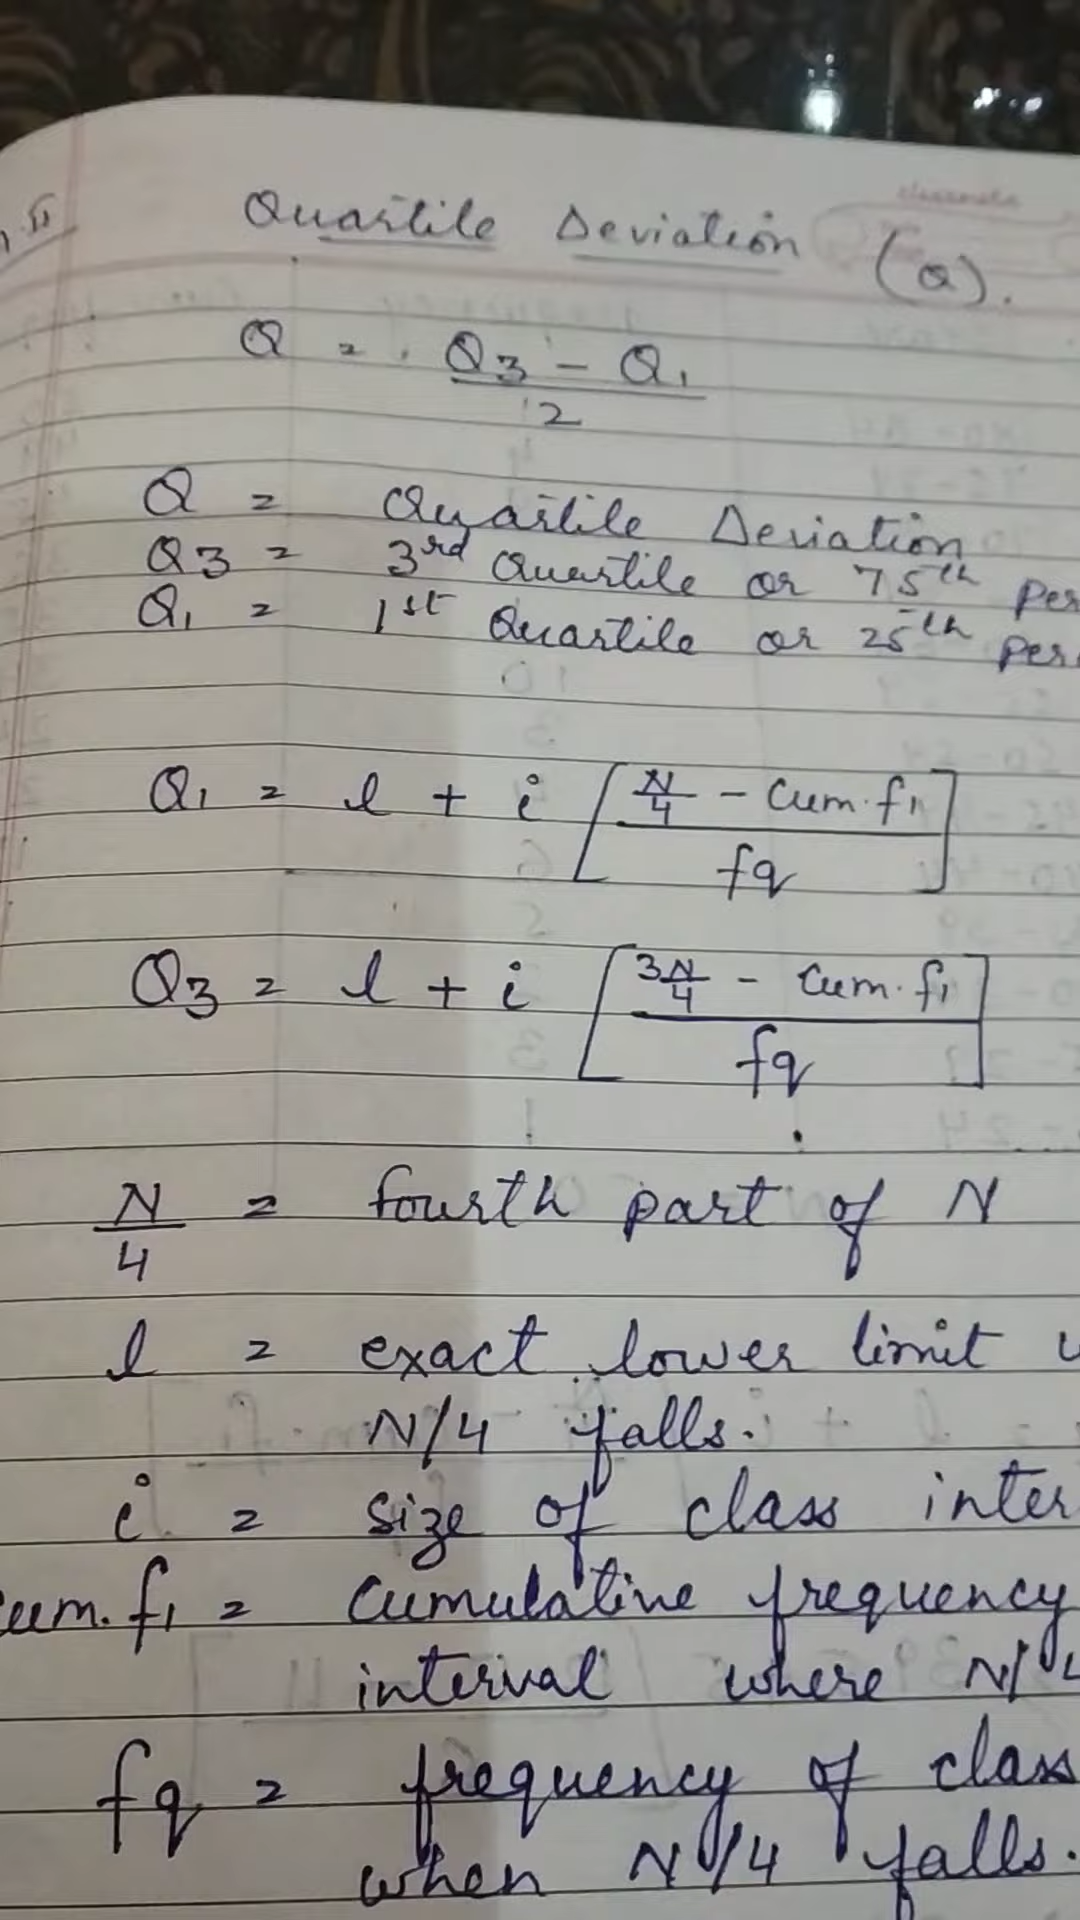 Quartile Deviation (Q).
Q = Q3 - Q1
2
Q = Quartile Deviation
Q3 = 3rd Quartile or 75th per
Q1 = 1st Quartile or 25th per
Q1 = l + i [N/4 - Cum.f1
fq]
Q3 = l + i [3N/4 - Cum.f1
fq]
N = fourth part of N
4
l = exact lower limit
N/4 falls.
i = size of class inter
cum.f1 = Cumulative frequency
interval where N/4
fq = frequency of class
when N/4 falls.